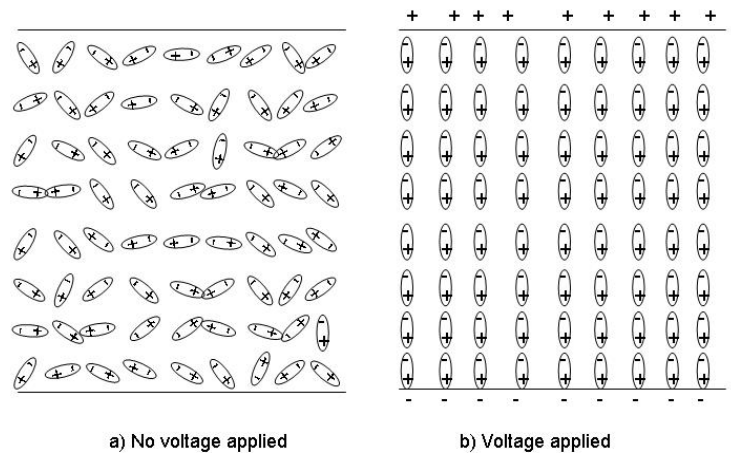 + + + + + + + + +
- - - - - - - - -
a) No voltage applied
b) Voltage applied